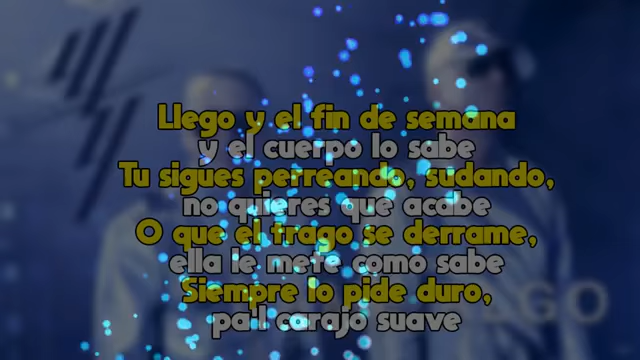 Llego y el fin de semana
y el cuerpo lo sabe
Tu sigues perreando, sudando,
no quieres que acabe
O que el trago se derrame,
ella le mete como sabe
Siempre lo pide duro,
pa'l carajo suave